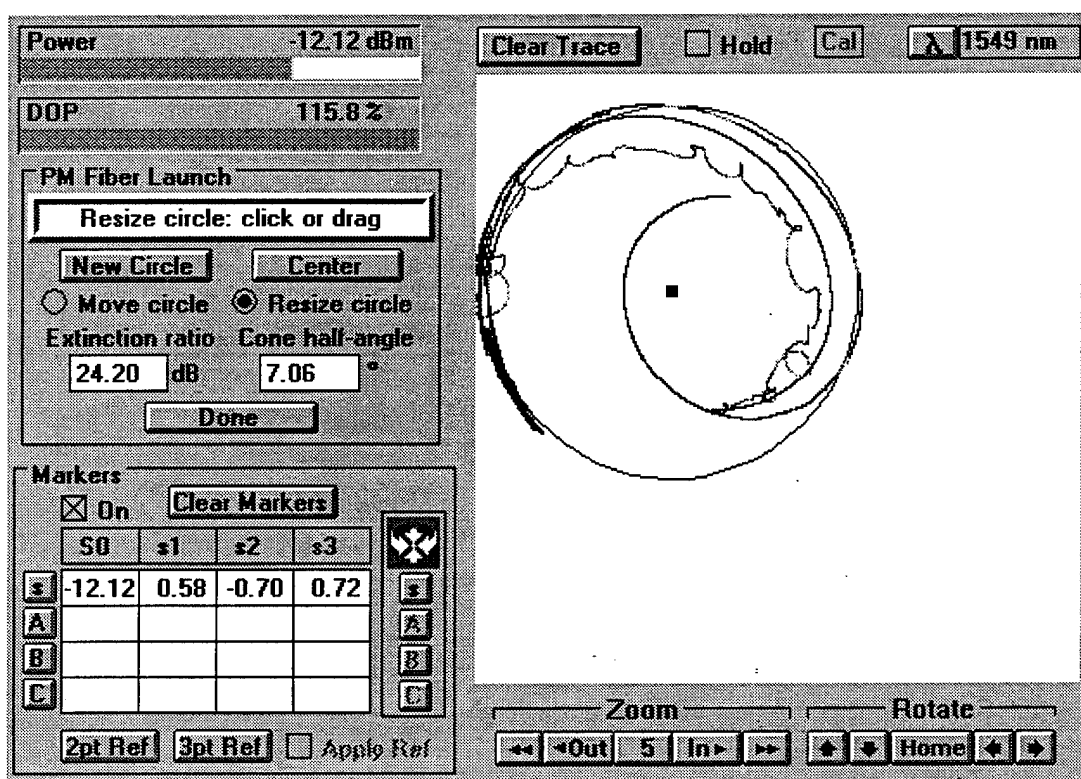 Power -12.12 dBm
DOP 115.8 %
PM Fiber Launch
Resize circle: click or drag
New Circle Center
Move circle Resize circle
Extinction ratio Cone half-angle
24.20 dB 7.06 °
Done
Markers
On Clear Markers
S0 s1 s2 s3
s -12.12 0.58 -0.70 0.72 s
A A
B B
C C
2pt Ref 3pt Ref Apply Ref
Clear Trace Hold Cal λ 1549 nm
Zoom Rotate
◄◄ ◄Out 5 In► ►► Home